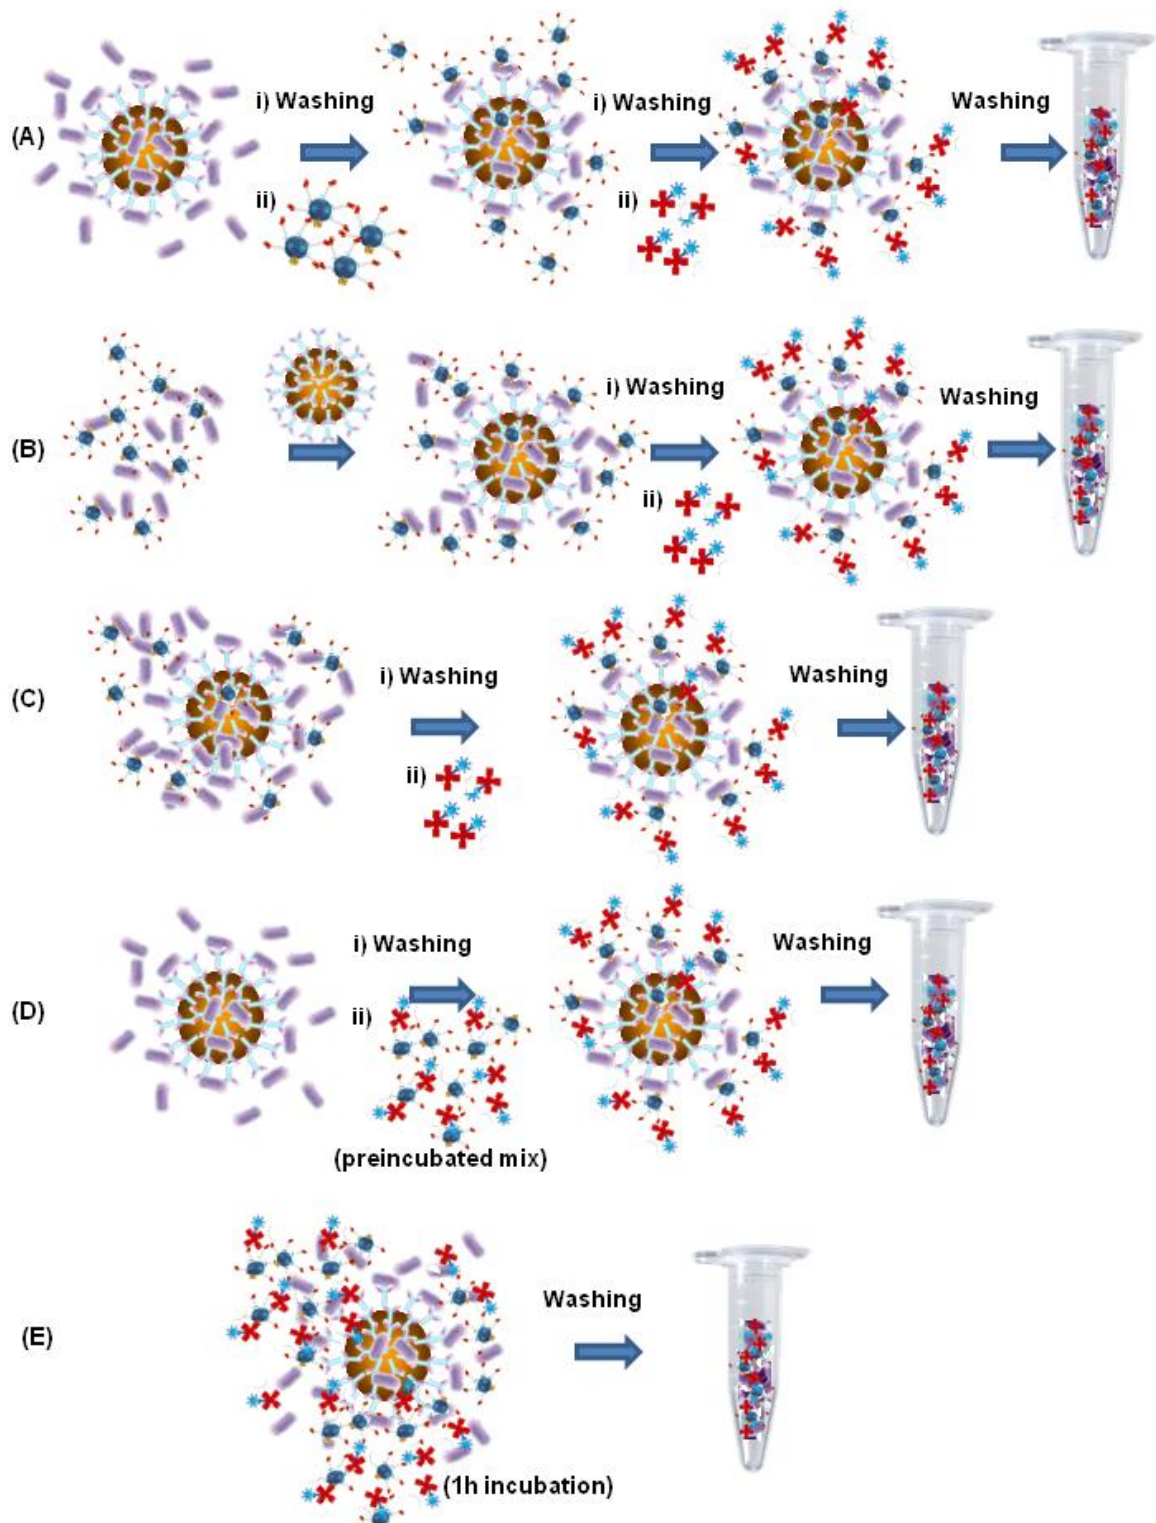 i) Washing
i) Washing
Washing
(A)
ii)
ii)
i) Washing
Washing
(B)
ii)
i) Washing
Washing
(C)
ii)
i) Washing
Washing
(D)
ii)
(preincubated mix)
Washing
(E)
(1h incubation)